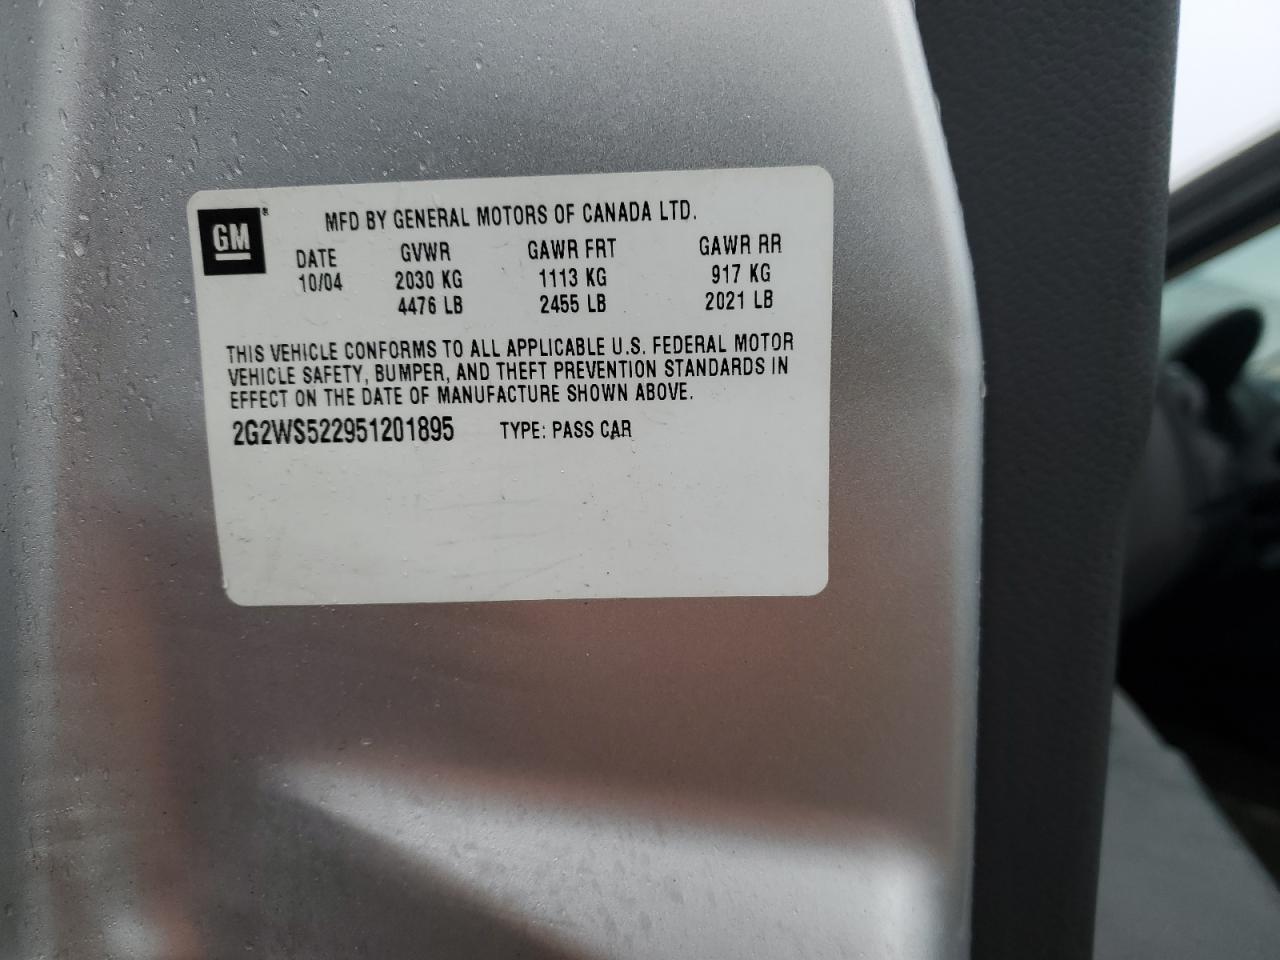 GM®
MFD BY GENERAL MOTORS OF CANADA LTD.
DATE GVWR GAWR FRT GAWR RR
10/04 2030 KG 1113 KG 917 KG
4476 LB 2455 LB 2021 LB
THIS VEHICLE CONFORMS TO ALL APPLICABLE U.S. FEDERAL MOTOR
VEHICLE SAFETY, BUMPER, AND THEFT PREVENTION STANDARDS IN
EFFECT ON THE DATE OF MANUFACTURE SHOWN ABOVE.
2G2WS522951201895 TYPE: PASS CAR